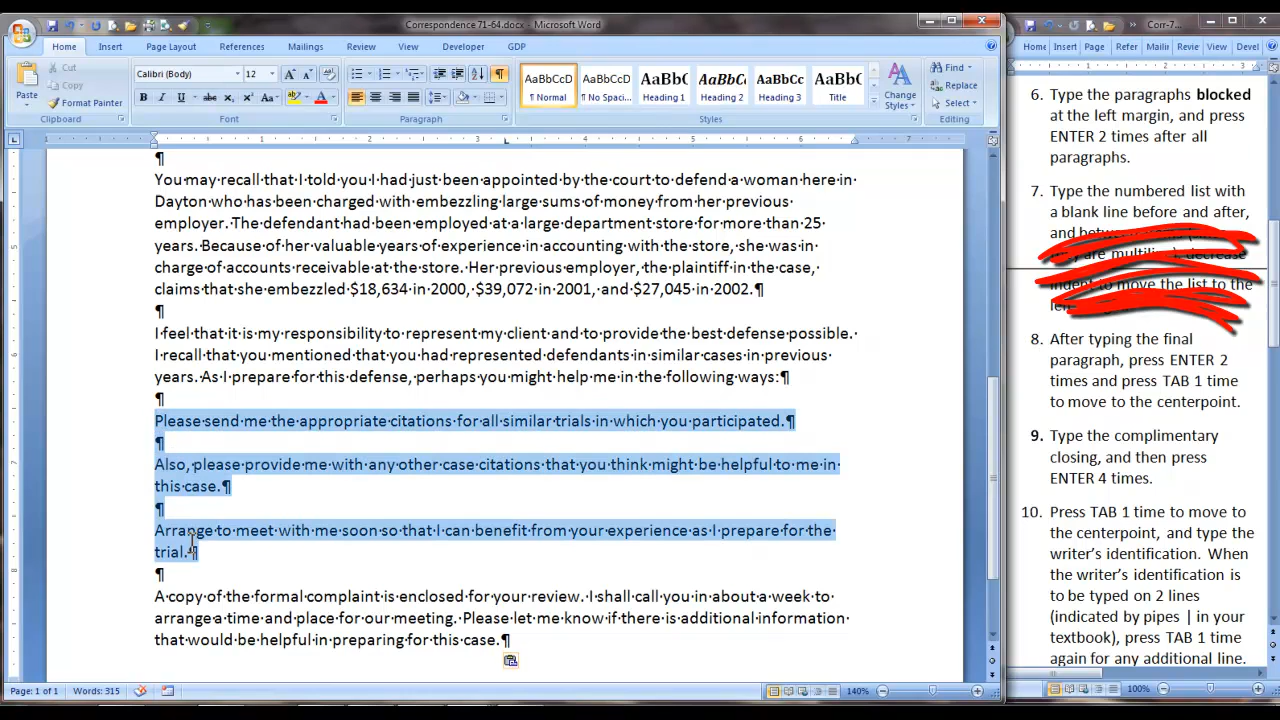 Correspondence 71-64.docx - Microsoft Word
Corr-7...
Home Insert Page Layout References Mailings Review View Developer GDP
Home Insert Page Refer Mailin Revie View Devel
Paste
Cut
Copy
Format Painter
Clipboard
Calibri (Body) 12
Font
Paragraph
AaBbCcD AaBbCcD AaBbC AaBbC AaBbCc AaBbC
¶ Normal ¶ No Spaci... Heading 1 Heading 2 Heading 3 Title
Change Styles
Styles
Find
Replace
Select
Editing
¶
You·may·recall·that·I·told·you·I·had·just·been·appointed·by·the·court·to·defend·a·woman·here·in·
Dayton·who·has·been·charged·with·embezzling·large·sums·of·money·from·her·previous·
employer.·The·defendant·had·been·employed·at·a·large·department·store·for·more·than·25·
years.·Because·of·her·valuable·years·of·experience·in·accounting·with·the·store,·she·was·in·
charge·of·accounts·receivable·at·the·store.·Her·previous·employer,·the·plaintiff·in·the·case,·
claims·that·she·embezzled·$18,634·in·2000,·$39,072·in·2001,·and·$27,045·in·2002.¶
¶
I·feel·that·it·is·my·responsibility·to·represent·my·client·and·to·provide·the·best·defense·possible.·
I·recall·that·you·mentioned·that·you·had·represented·defendants·in·similar·cases·in·previous·
years.·As·I·prepare·for·this·defense,·perhaps·you·might·help·me·in·the·following·ways:¶
¶
Please·send·me·the·appropriate·citations·for·all·similar·trials·in·which·you·participated.¶
¶
Also,·please·provide·me·with·any·other·case·citations·that·you·think·might·be·helpful·to·me·in·
this·case.¶
¶
Arrange·to·meet·with·me·soon·so·that·I·can·benefit·from·your·experience·as·I·prepare·for·the·
trial.¶
¶
A·copy·of·the·formal·complaint·is·enclosed·for·your·review.·I·shall·call·you·in·about·a·week·to·
arrange·a·time·and·place·for·our·meeting.··Please·let·me·know·if·there·is·additional·information·
that·would·be·helpful·in·preparing·for·this·case.¶
6. Type the paragraphs blocked
at the left margin, and press
ENTER 2 times after all
paragraphs.
7. Type the numbered list with
a blank line before and after,
and
are multiline decrease
indent to move the list to the
8. After typing the final
paragraph, press ENTER 2
times and press TAB 1 time
to move to the centerpoint.
9. Type the complimentary
closing, and then press
ENTER 4 times.
10. Press TAB 1 time to move to
the centerpoint, and type the
writer's identification. When
the writer's identification is
to be typed on 2 lines
(indicated by pipes | in your
textbook), press TAB 1 time
again for any additional line.
Page: 1 of 1 Words: 315 140%
100%